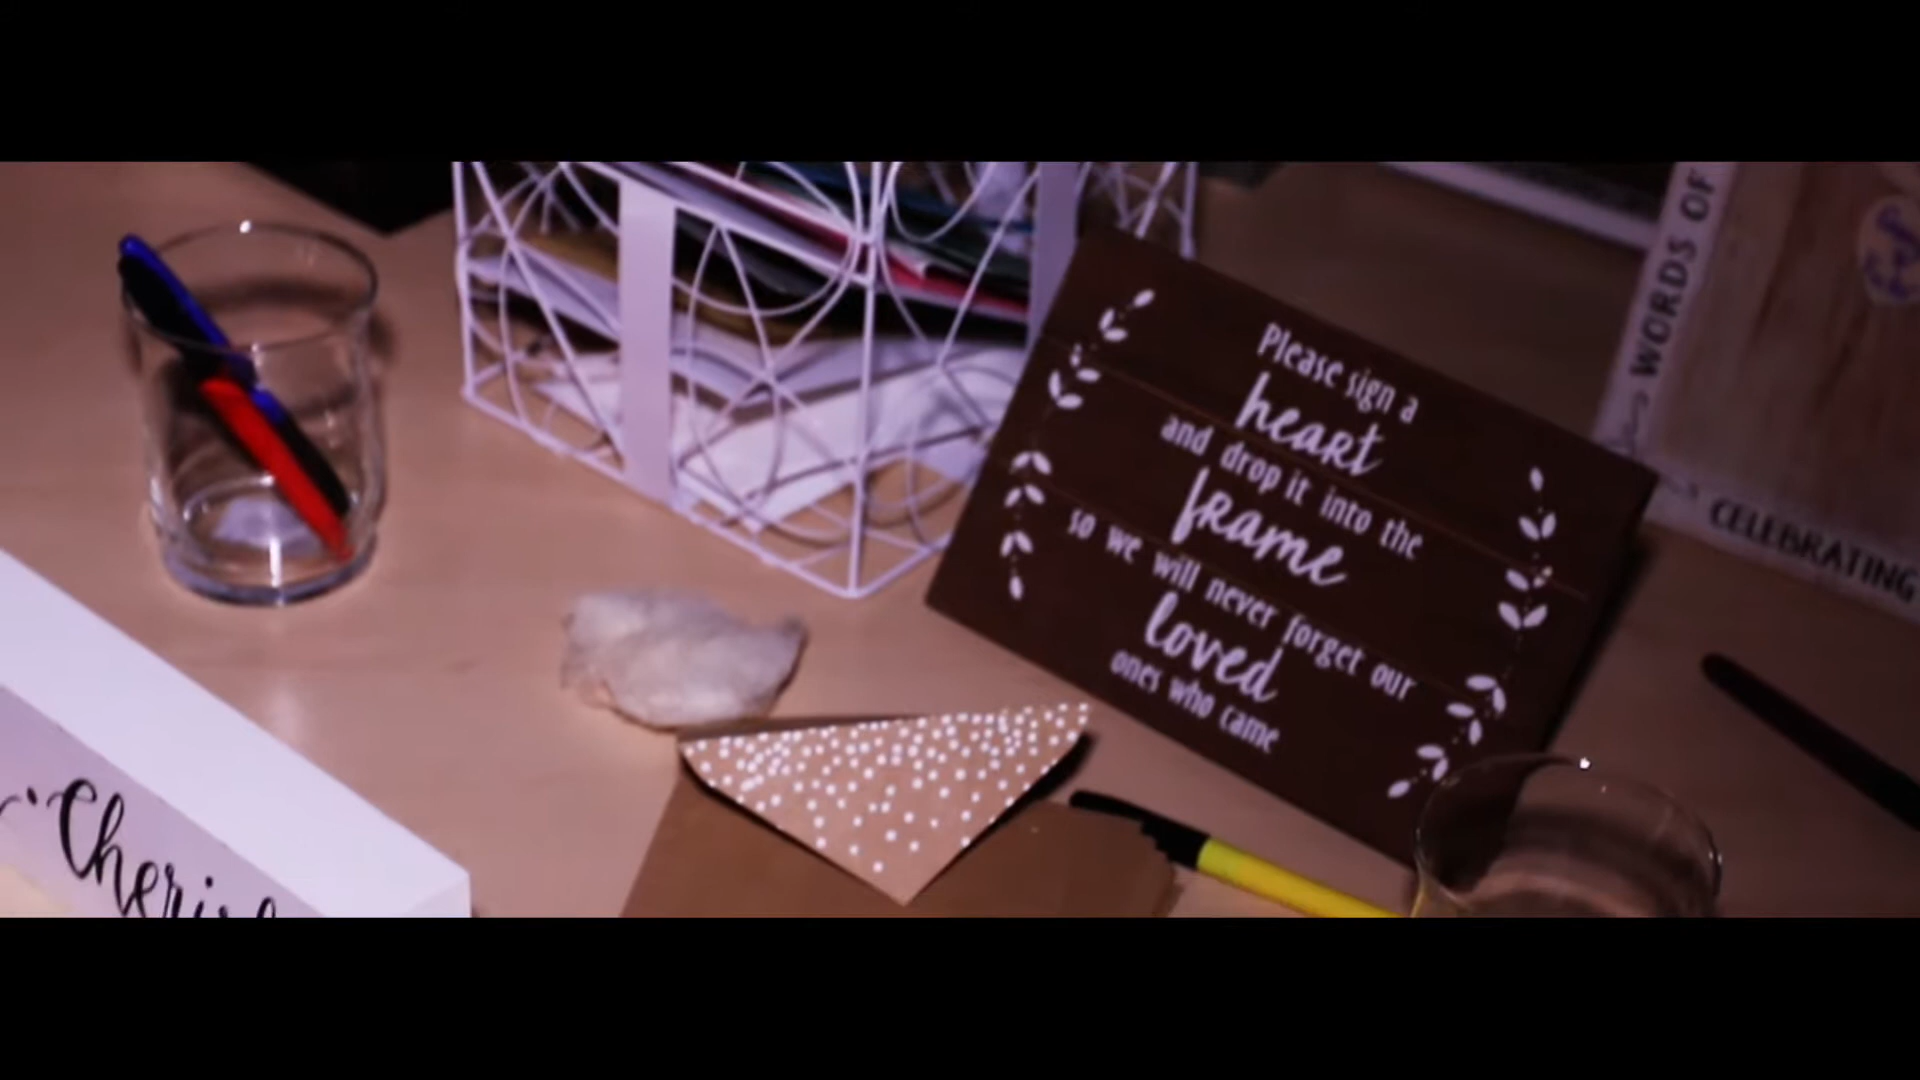 Please sign a
heart
and drop it into the
frame
so we will never forget our
loved
ones who came
WORDS OF
CELEBRATING